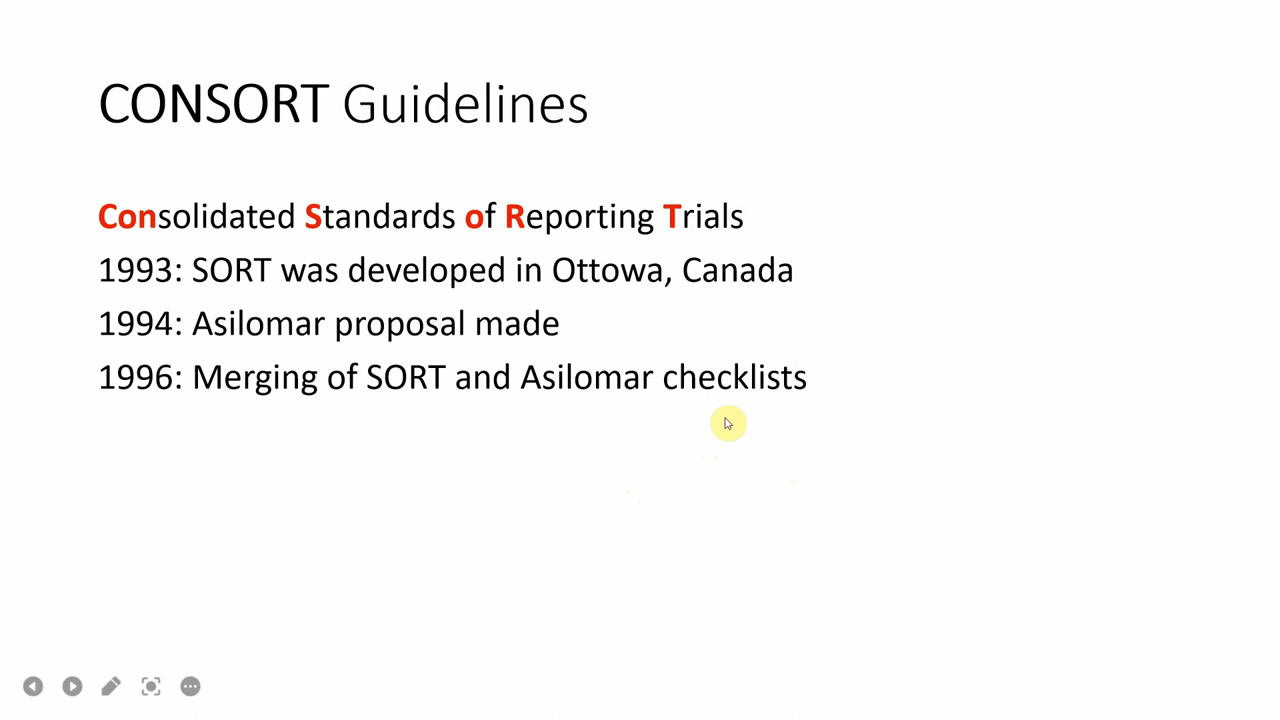 CONSORT Guidelines
Consolidated Standards of Reporting Trials
1993: SORT was developed in Ottowa, Canada
1994: Asilomar proposal made
1996: Merging of SORT and Asilomar checklists